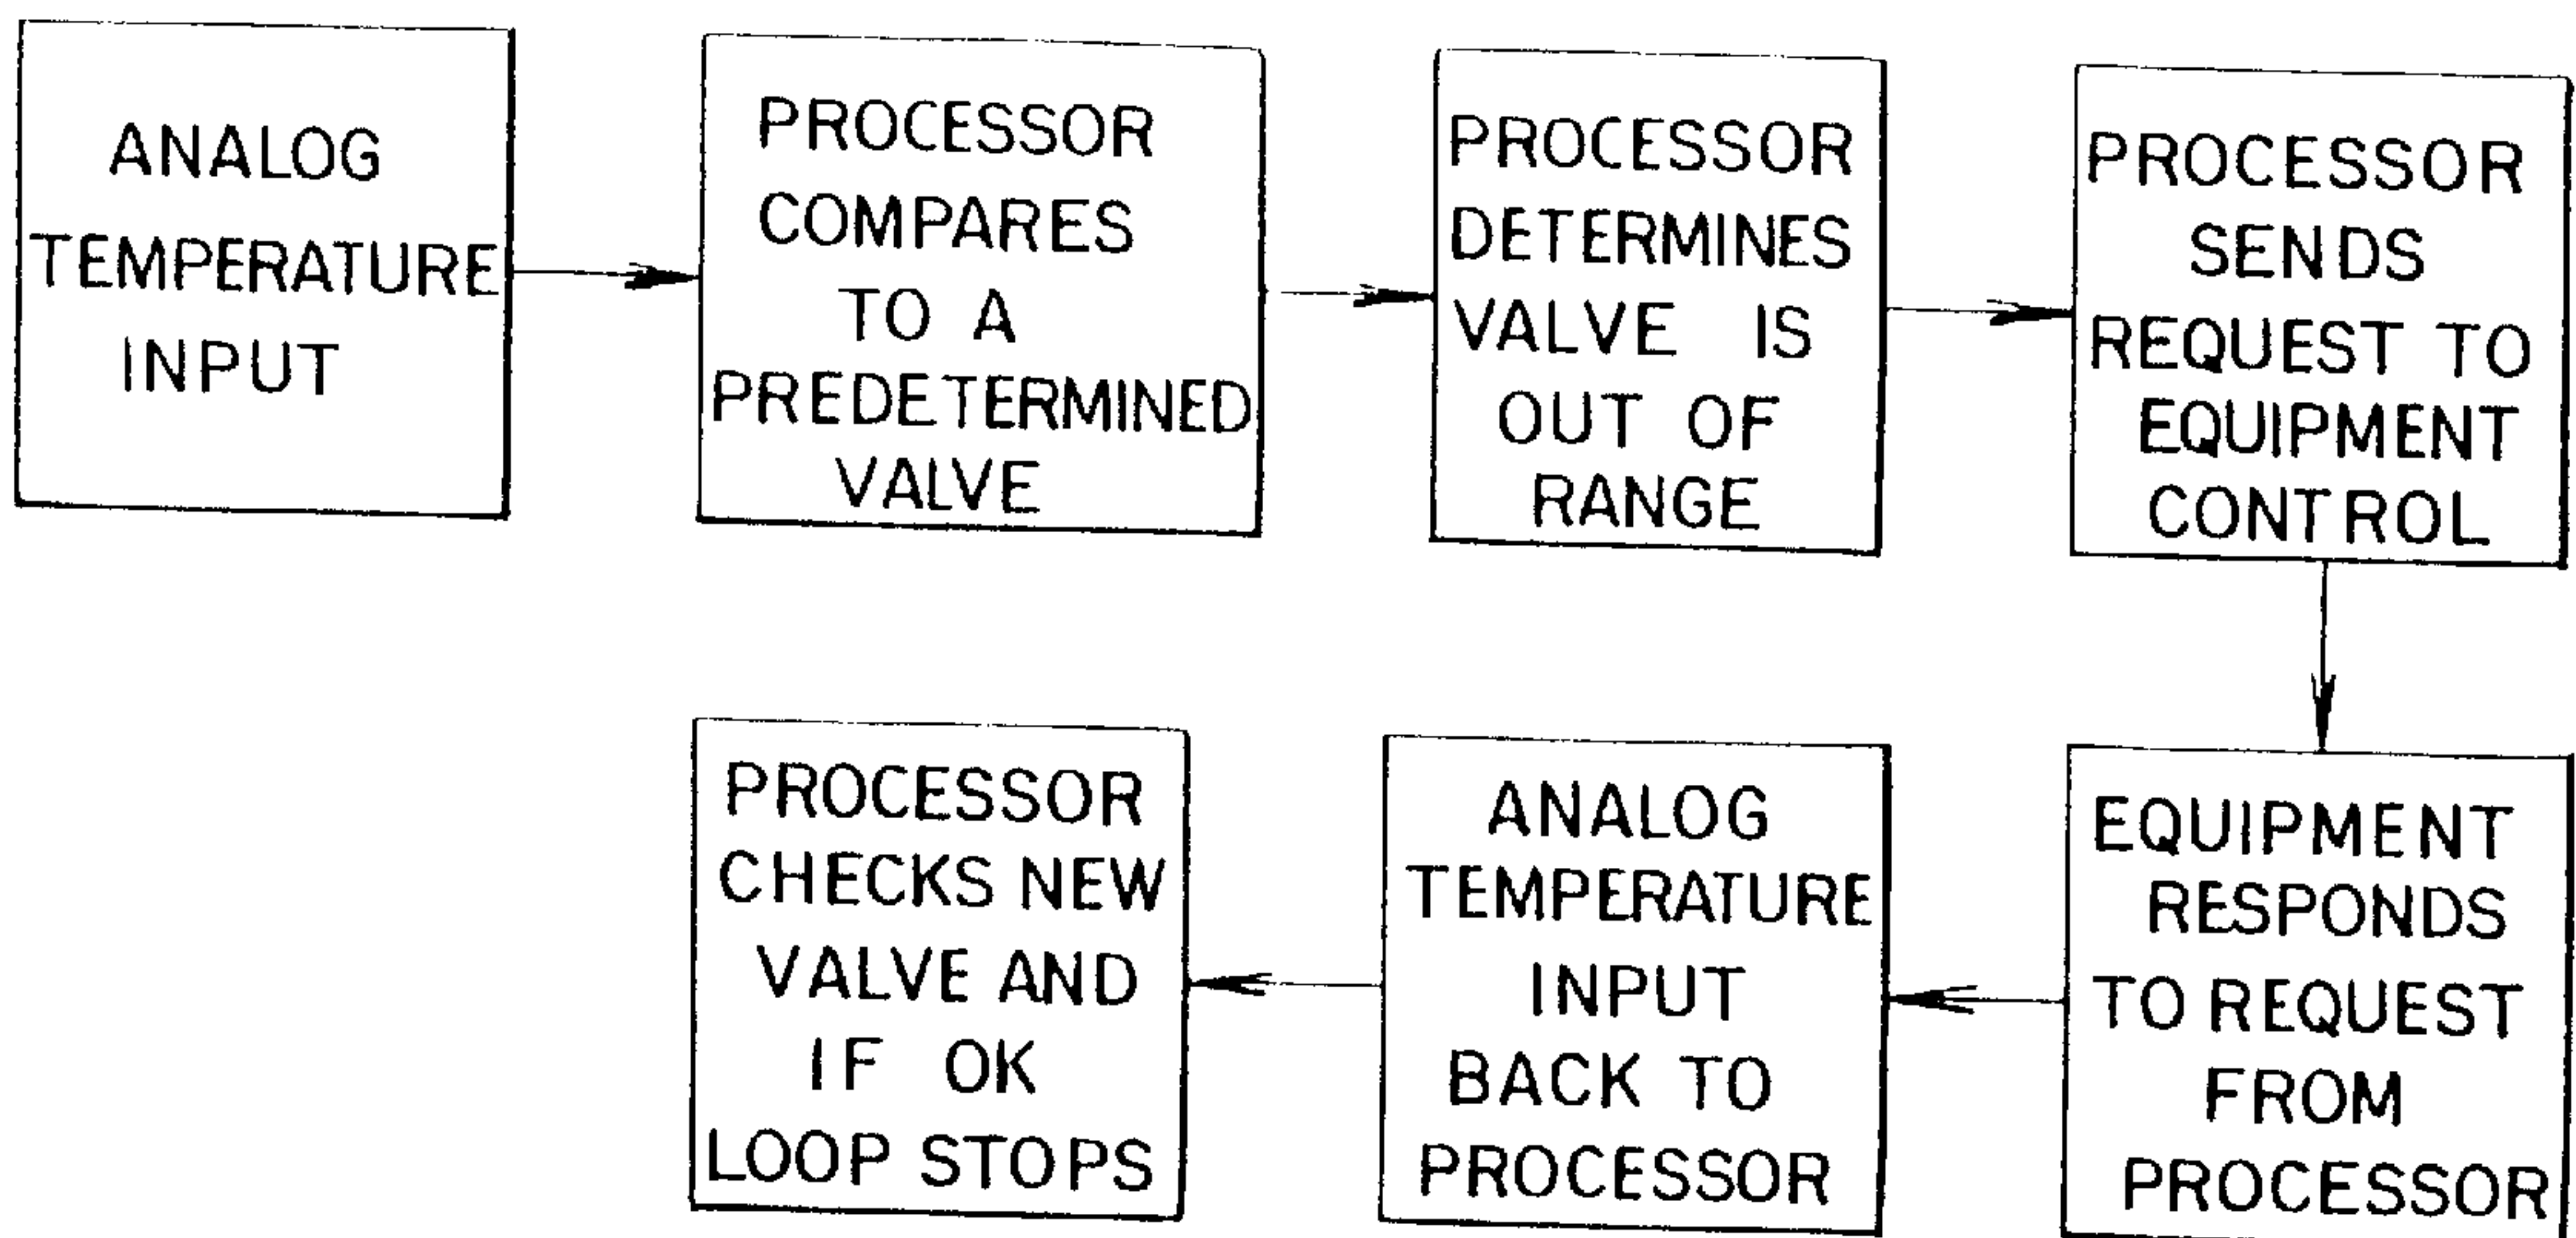 ANALOG
TEMPERATURE
INPUT
PROCESSOR
COMPARES
TO A
PREDETERMINED
VALVE
PROCESSOR
DETERMINES
VALVE IS
OUT OF
RANGE
PROCESSOR
SENDS
REQUEST TO
EQUIPMENT
CONTROL
EQUIPMENT
RESPONDS
TO REQUEST
FROM
PROCESSOR
ANALOG
TEMPERATURE
INPUT
BACK TO
PROCESSOR
PROCESSOR
CHECKS NEW
VALVE AND
IF OK
LOOP STOPS